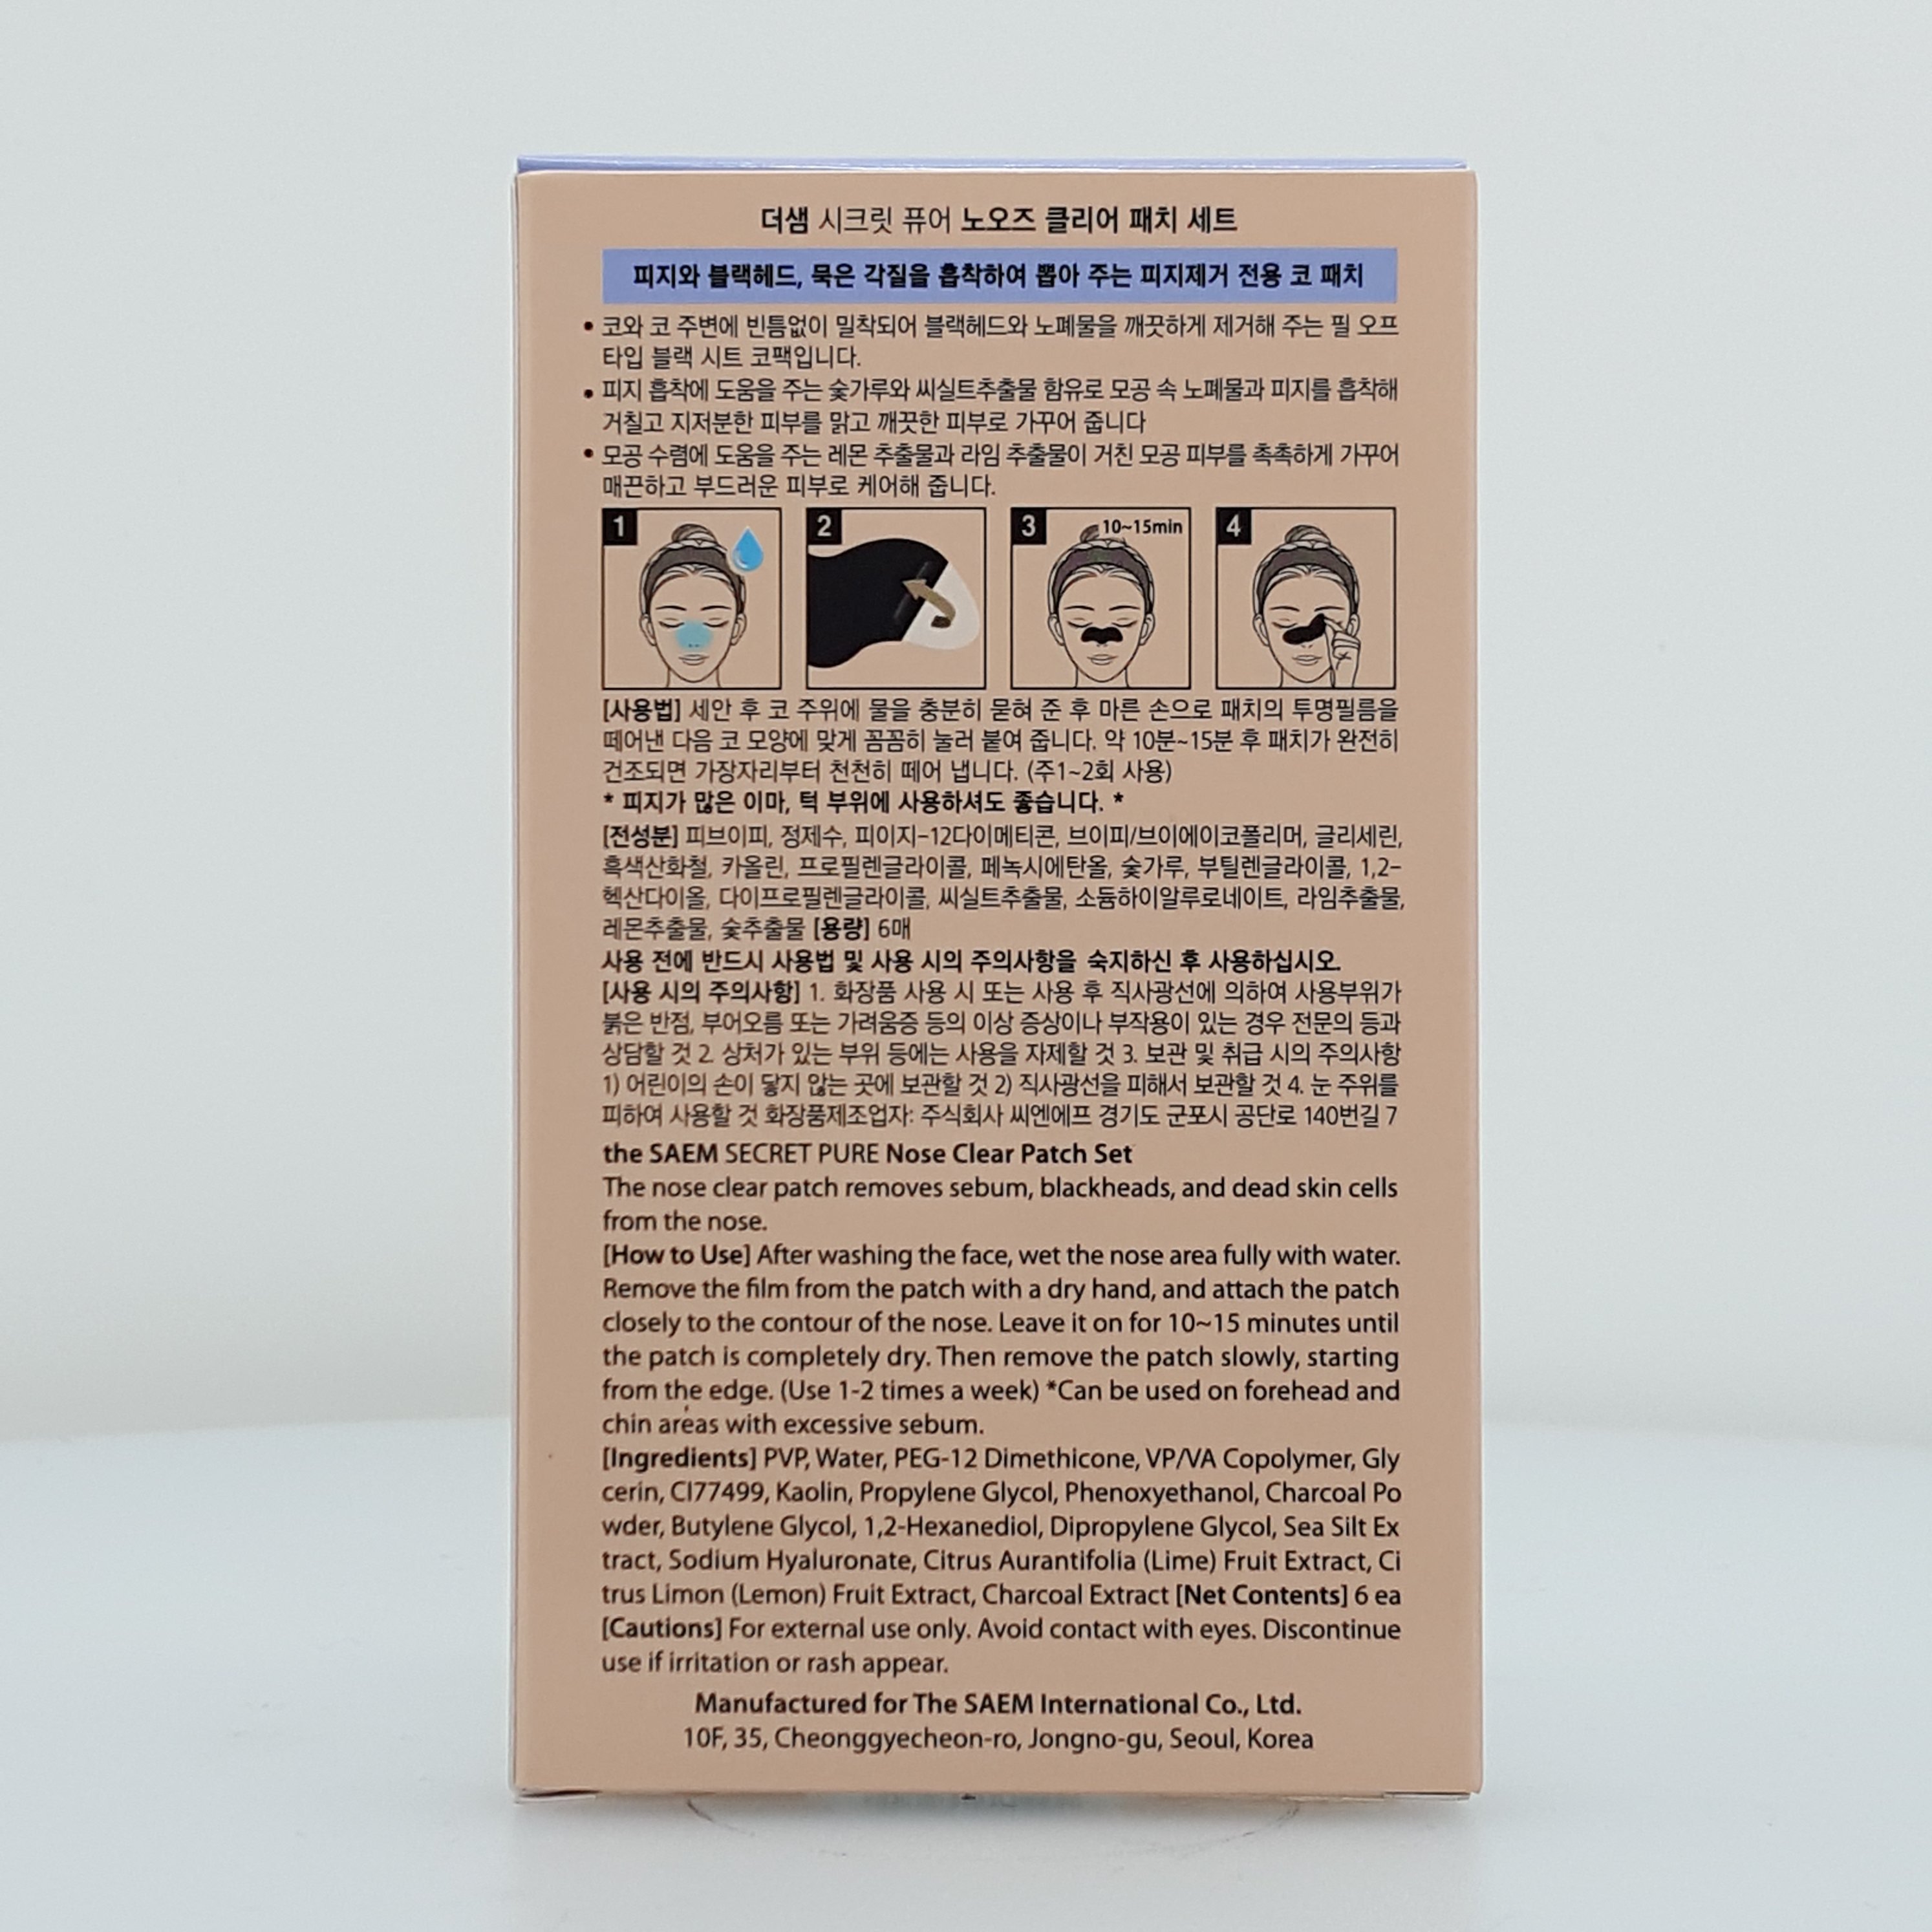 더샘 시크릿 퓨어 노오즈 클리어 패치 세트
피지와 블랙헤드, 묵은 각질을 흡착하여 뽑아 주는 피지제거 전용 코 패치
• 코와 코 주변에 빈틈없이 밀착되어 블랙헤드와 노폐물을 깨끗하게 제거해 주는 필 오프
타입 블랙 시트 코팩입니다.
• 피지 흡착에 도움을 주는 숯가루와 씨실트추출물 함유로 모공 속 노폐물과 피지를 흡착해
거칠고 지저분한 피부를 맑고 깨끗한 피부로 가꾸어 줍니다
• 모공 수렴에 도움을 주는 레몬 추출물과 라임 추출물이 거친 모공 피부를 촉촉하게 가꾸어
매끈하고 부드러운 피부로 케어해 줍니다.
1
2
3 10~15min
4
[사용법] 세안 후 코 주위에 물을 충분히 묻혀 준 후 마른 손으로 패치의 투명필름을
떼어낸 다음 코 모양에 맞게 꼼꼼히 눌러 붙여 줍니다. 약 10분~15분 후 패치가 완전히
건조되면 가장자리부터 천천히 떼어 냅니다. (주1~2회 사용)
* 피지가 많은 이마, 턱 부위에 사용하셔도 좋습니다. *
[전성분] 피브이피, 정제수, 피이지-12다이메티콘, 브이피/브이에이코폴리머, 글리세린,
흑색산화철, 카올린, 프로필렌글라이콜, 페녹시에탄올, 숯가루, 부틸렌글라이콜, 1,2-
헥산다이올, 다이프로필렌글라이콜, 씨실트추출물, 소듐하이알루로네이트, 라임추출물,
레몬추출물, 숯추출물 [용량] 6매
사용 전에 반드시 사용법 및 사용 시의 주의사항을 숙지하신 후 사용하십시오.
[사용 시의 주의사항] 1. 화장품 사용 시 또는 사용 후 직사광선에 의하여 사용부위가
붉은 반점, 부어오름 또는 가려움증 등의 이상 증상이나 부작용이 있는 경우 전문의 등과
상담할 것 2. 상처가 있는 부위 등에는 사용을 자제할 것 3. 보관 및 취급 시의 주의사항
1) 어린이의 손이 닿지 않는 곳에 보관할 것 2) 직사광선을 피해서 보관할 것 4. 눈 주위를
피하여 사용할 것 화장품제조업자: 주식회사 씨엔에프 경기도 군포시 공단로 140번길 7
the SAEM SECRET PURE Nose Clear Patch Set
The nose clear patch removes sebum, blackheads, and dead skin cells
from the nose.
[How to Use] After washing the face, wet the nose area fully with water.
Remove the film from the patch with a dry hand, and attach the patch
closely to the contour of the nose. Leave it on for 10~15 minutes until
the patch is completely dry. Then remove the patch slowly, starting
from the edge. (Use 1-2 times a week) *Can be used on forehead and
chin areas with excessive sebum.
[Ingredients] PVP, Water, PEG-12 Dimethicone, VP/VA Copolymer, Gly
cerin, CI77499, Kaolin, Propylene Glycol, Phenoxyethanol, Charcoal Po
wder, Butylene Glycol, 1,2-Hexanediol, Dipropylene Glycol, Sea Silt Ex
tract, Sodium Hyaluronate, Citrus Aurantifolia (Lime) Fruit Extract, Ci
trus Limon (Lemon) Fruit Extract, Charcoal Extract [Net Contents] 6 ea
[Cautions] For external use only. Avoid contact with eyes. Discontinue
use if irritation or rash appear.
Manufactured for The SAEM International Co., Ltd.
10F, 35, Cheonggyecheon-ro, Jongno-gu, Seoul, Korea